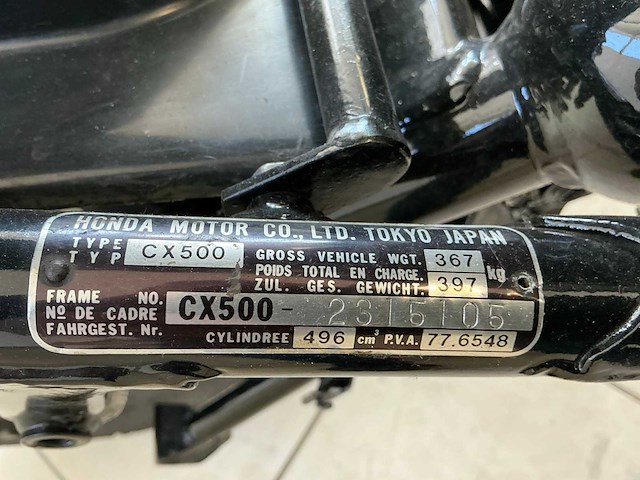 HONDA MOTOR CO., LTD. TOKYO JAPAN
TYPE
TYP CX500
GROSS VEHICLE WGT. 367
POIDS TOTAL EN CHARGE. kg
ZUL. GES. GEWICHT. 397
FRAME NO.
Nº DE CADRE CX500-2315105
FAHRGEST. Nr.
CYLINDREE 496 cm³ P.V.A. 77.6548